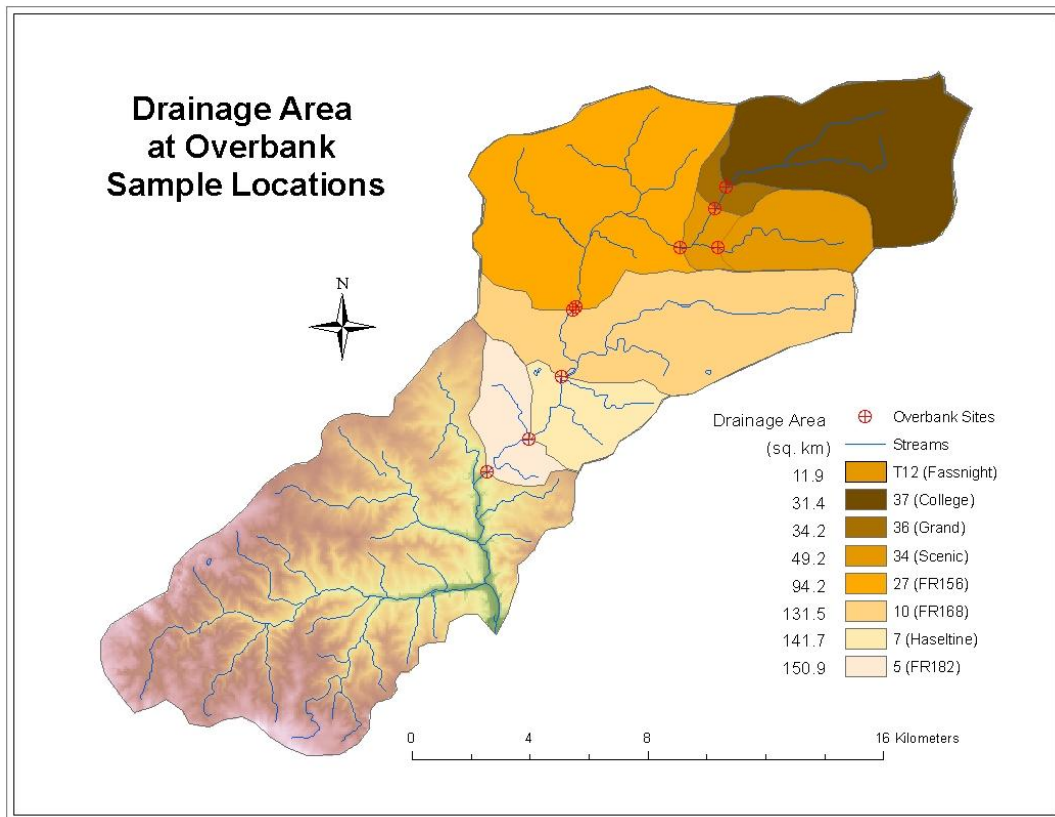 Drainage Area
at Overbank
Sample Locations
N
Drainage Area
(sq. km)
Overbank Sites
Streams
11.9 T12 (Fassnight)
31.4 37 (College)
34.2 36 (Grand)
49.2 34 (Scenic)
94.2 27 (FR156)
131.5 10 (FR168)
141.7 7 (Haseltine)
150.9 5 (FR182)
0 4 8 16 Kilometers